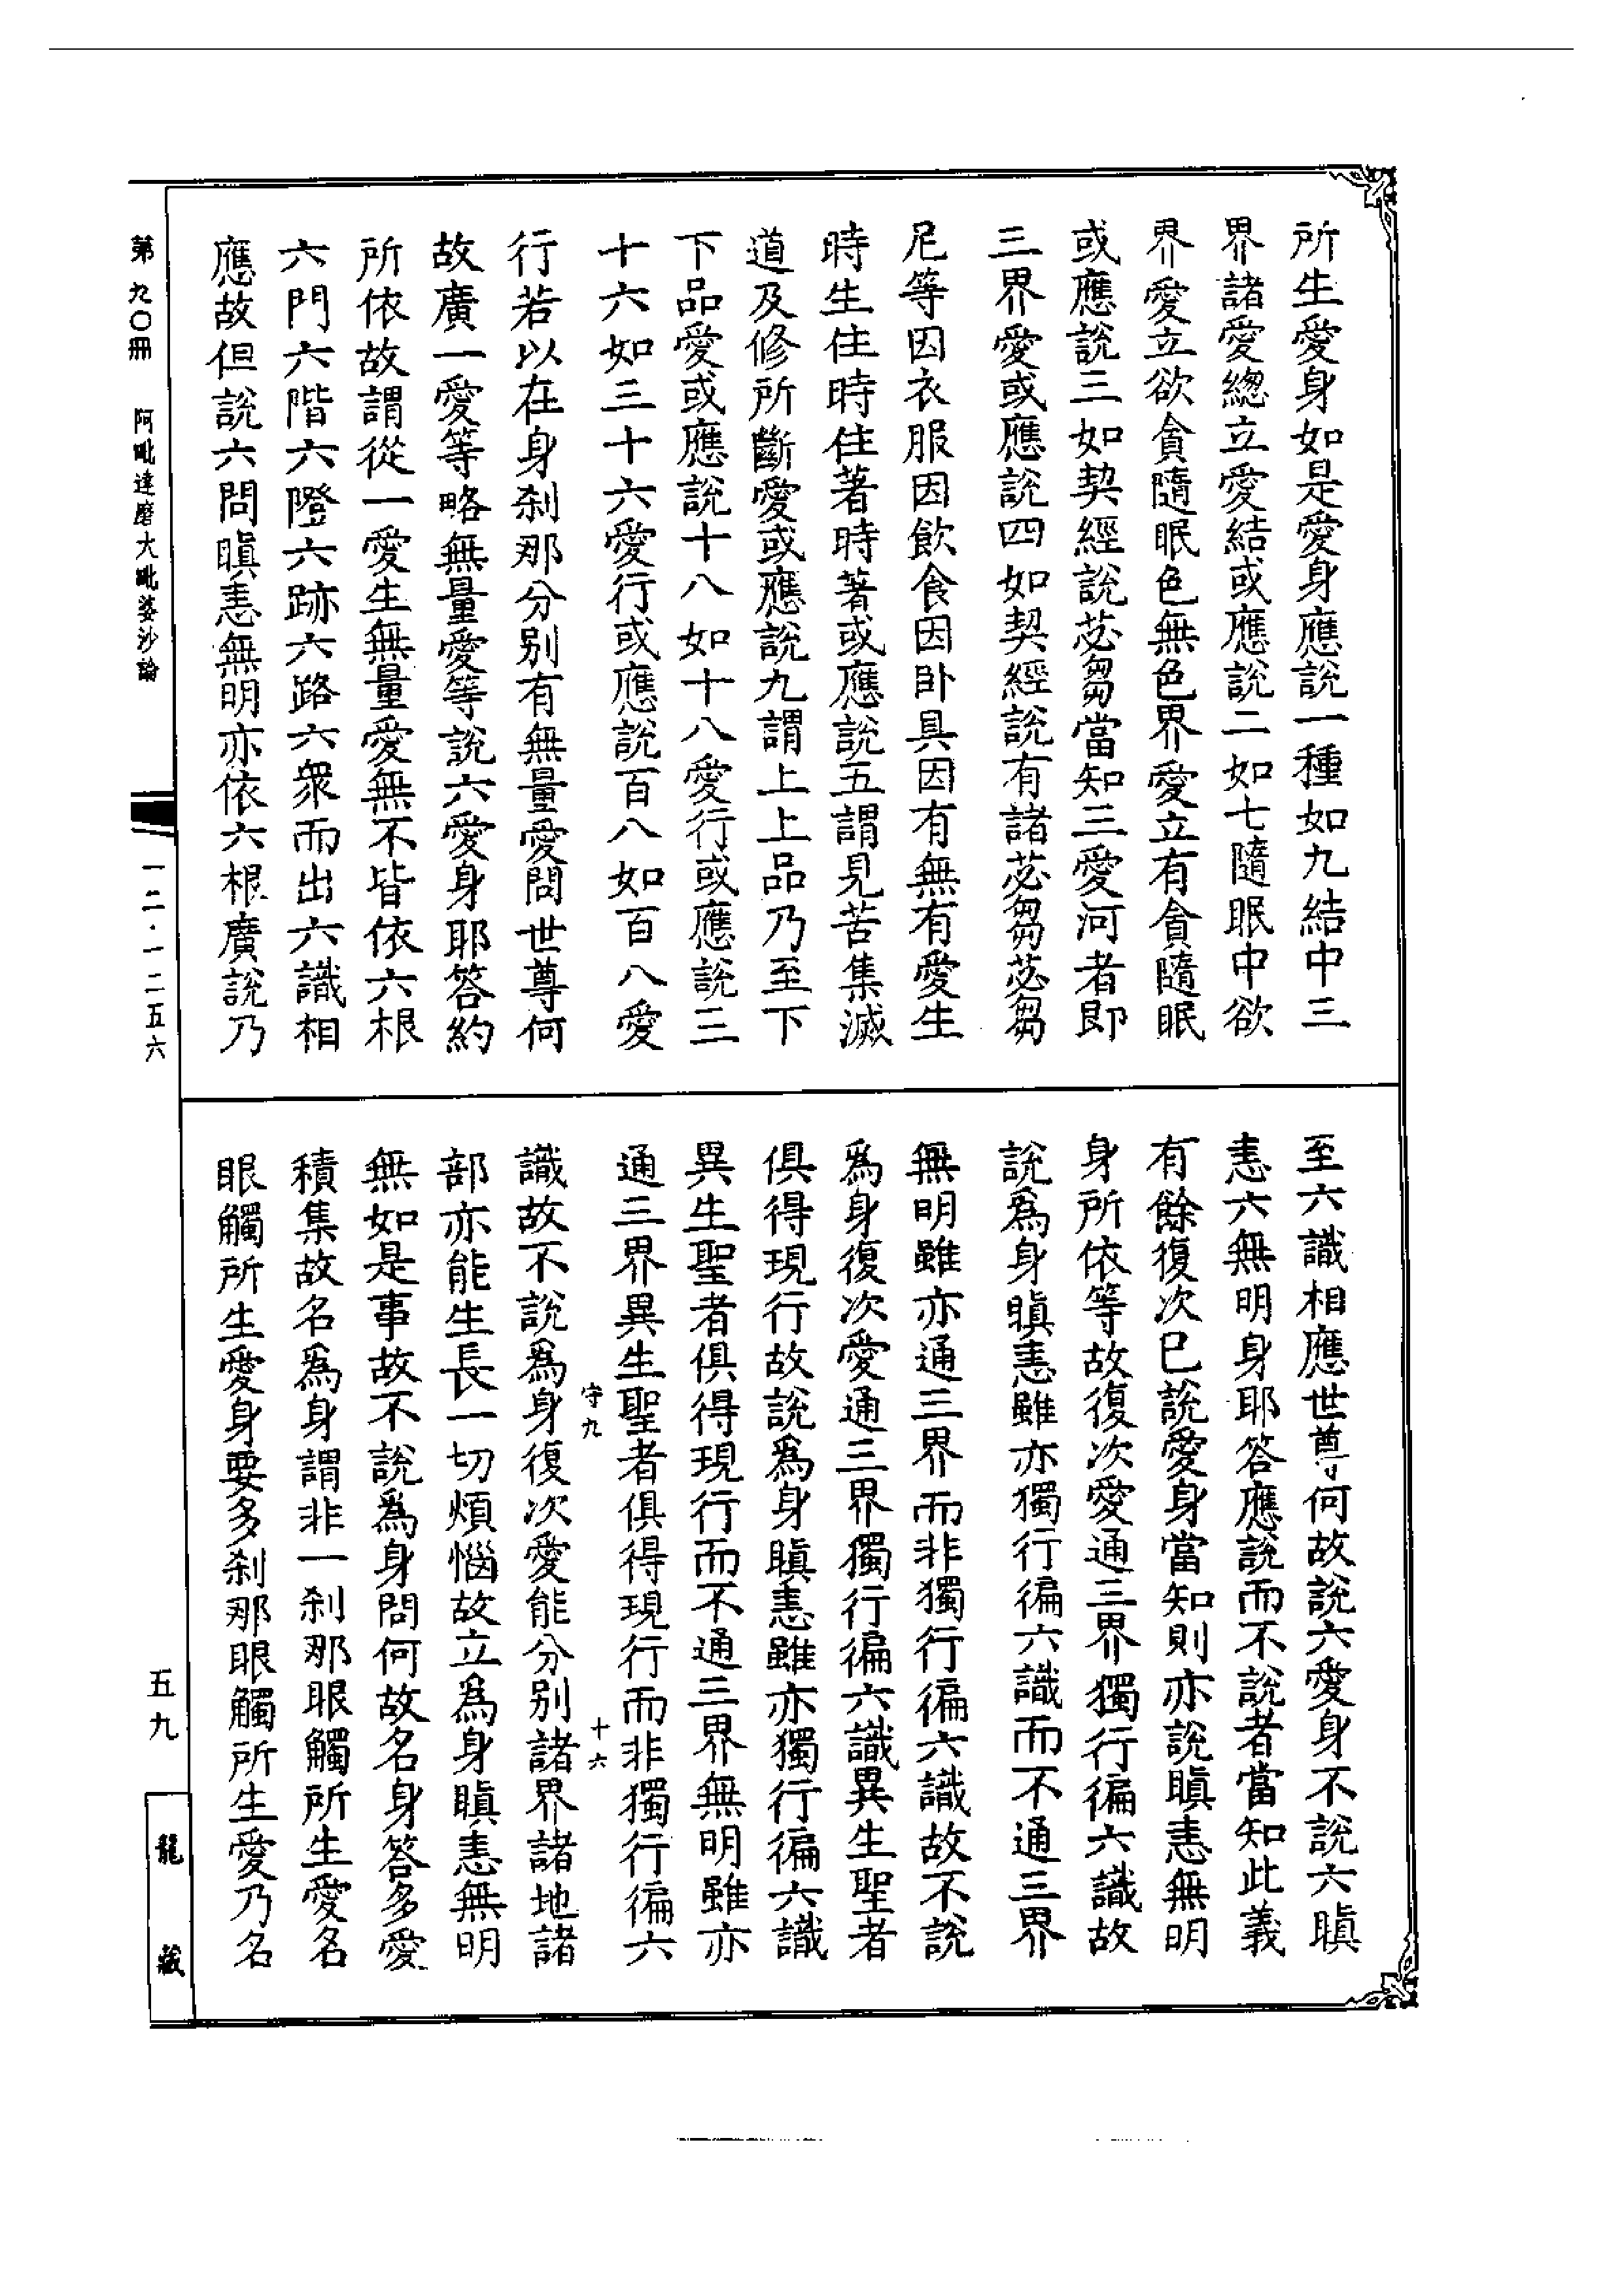 所生愛身如是愛身應說一種如九結中三
界諸愛總立愛結或應說二如七隨眠中欲
界愛立欲貪隨眠色無色界愛立有貪隨眠
或應說三如契經說苾芻當知三愛河者即
三界愛或應說四如契經說有諸苾芻苾芻
尼等因衣服因飲食因卧具因有無有愛生
時生住時住著時著或應說五謂見苦集滅
道及修所斷愛或應說九謂上上品乃至下
下品愛或應說十八如十八愛行或應說三
十六如三十六愛行或應說百八如百八愛
行若以在身刹那分别有無量愛問世尊何
故廣一愛等略無量愛等說六愛身耶答約
所依故謂從一愛生無量愛無不皆依六根
六門六階六隥六跡六路六衆而出六識相
應故但說六問瞋恚無明亦依六根廣說乃
至六識相應世尊何故說六愛身不說六瞋
恚六無明身耶答應說而不說者當知此義
有餘復次已說愛身當知則亦說瞋恚無明
身所依等故復次愛通三界獨行徧六識故
說爲身瞋恚雖亦獨行徧六識而不通三界
無明雖亦通三界而非獨行徧六識故不說
爲身復次愛通三界獨行徧六識異生聖者
俱得現行故說爲身瞋恚雖亦獨行徧六識
異生聖者俱得現行而不通三界無明雖亦
通三界異生聖者俱得現行而非獨行徧六
守九 十六
識故不說爲身復次愛能分别諸界諸地諸
部亦能生長一切煩惱故立爲身瞋恚無明
無如是事故不說爲身問何故名身答多愛
積集故名爲身謂非一刹那眼觸所生愛名
眼觸所生愛身要多刹那眼觸所生愛乃名
第九〇冊 阿毗達磨大毗婆沙論
一二·一二五六
五九
龍藏